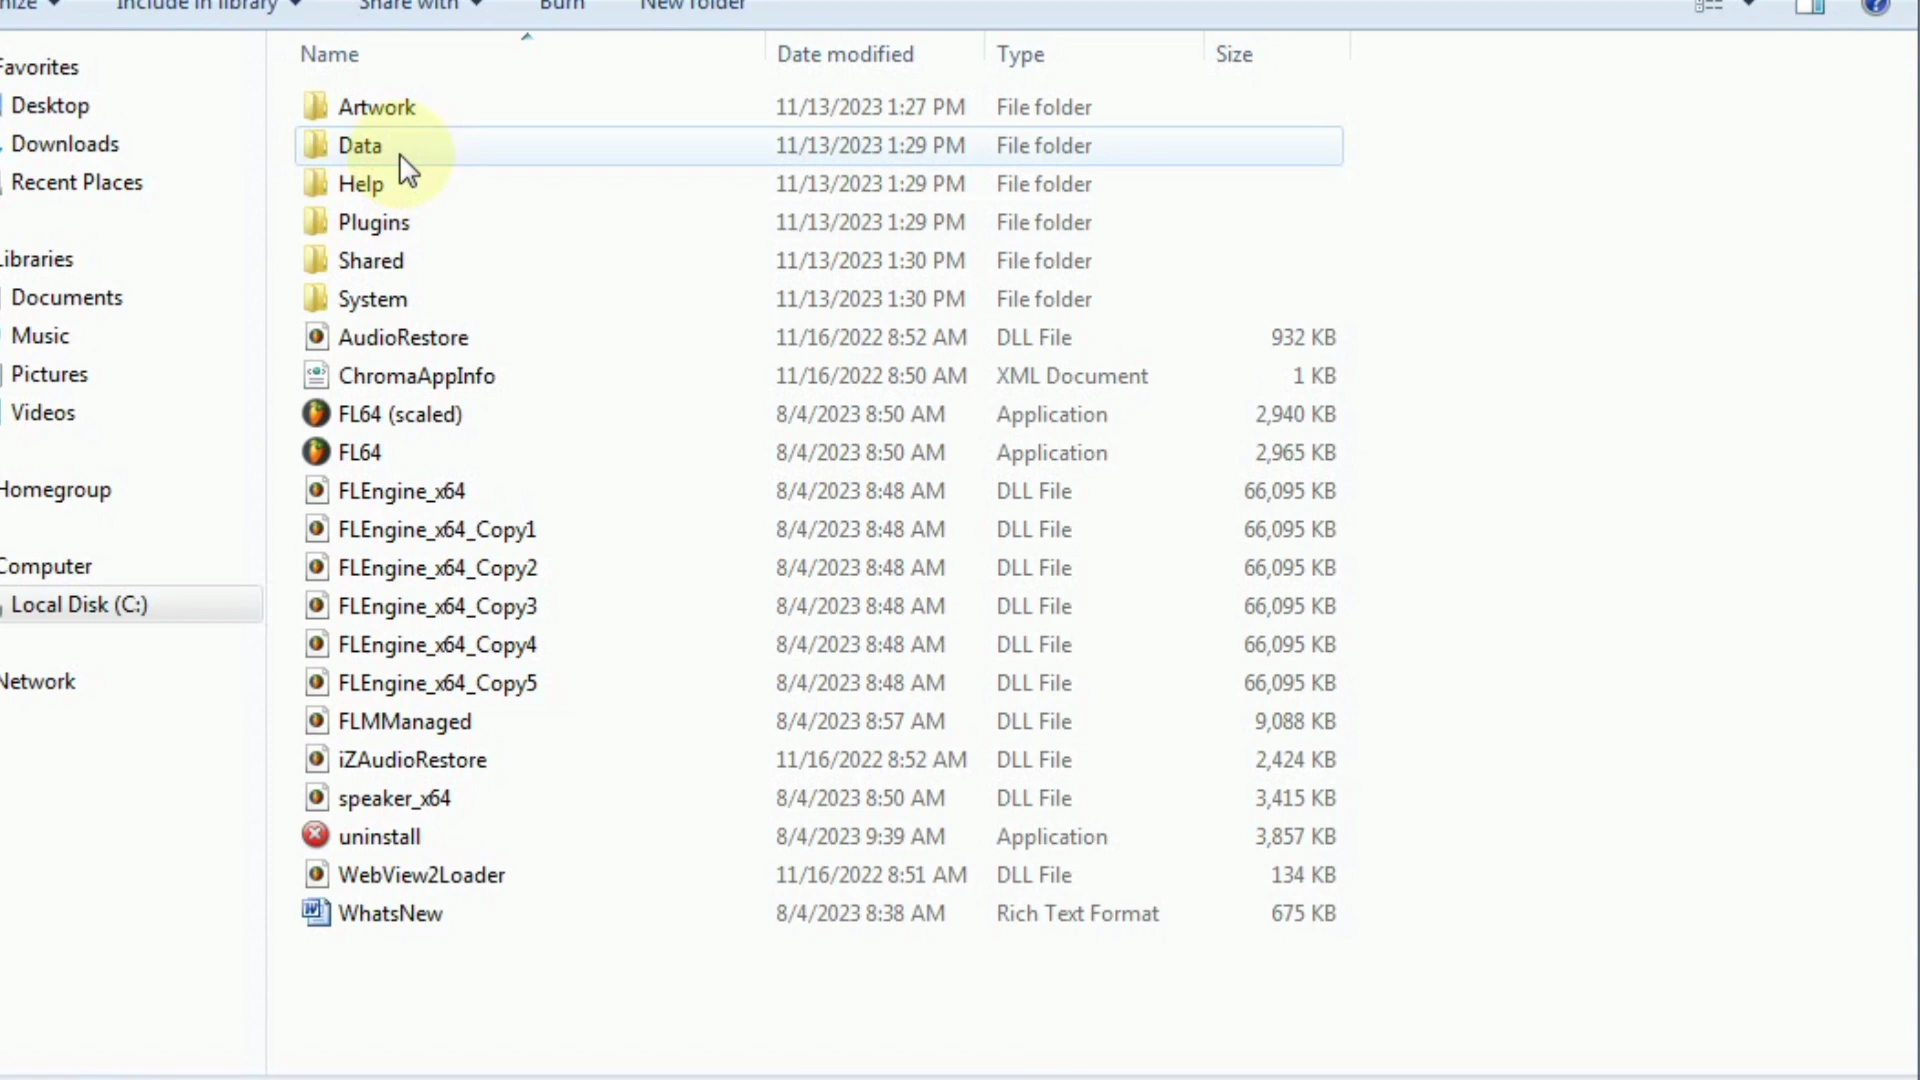 Include in library Share with Burn New folder
Name Date modified Type Size
Favorites
Desktop
Downloads
Recent Places
Libraries
Documents
Music
Pictures
Videos
Homegroup
Computer
Local Disk (C:)
Network
Artwork 11/13/2023 1:27 PM File folder
Data 11/13/2023 1:29 PM File folder
Help 11/13/2023 1:29 PM File folder
Plugins 11/13/2023 1:29 PM File folder
Shared 11/13/2023 1:30 PM File folder
System 11/13/2023 1:30 PM File folder
AudioRestore 11/16/2022 8:52 AM DLL File 932 KB
ChromaAppInfo 11/16/2022 8:50 AM XML Document 1 KB
FL64 (scaled) 8/4/2023 8:50 AM Application 2,940 KB
FL64 8/4/2023 8:50 AM Application 2,965 KB
FLEngine_x64 8/4/2023 8:48 AM DLL File 66,095 KB
FLEngine_x64_Copy1 8/4/2023 8:48 AM DLL File 66,095 KB
FLEngine_x64_Copy2 8/4/2023 8:48 AM DLL File 66,095 KB
FLEngine_x64_Copy3 8/4/2023 8:48 AM DLL File 66,095 KB
FLEngine_x64_Copy4 8/4/2023 8:48 AM DLL File 66,095 KB
FLEngine_x64_Copy5 8/4/2023 8:48 AM DLL File 66,095 KB
FLMManaged 8/4/2023 8:57 AM DLL File 9,088 KB
iZAudioRestore 11/16/2022 8:52 AM DLL File 2,424 KB
speaker_x64 8/4/2023 8:50 AM DLL File 3,415 KB
uninstall 8/4/2023 9:39 AM Application 3,857 KB
WebView2Loader 11/16/2022 8:51 AM DLL File 134 KB
WhatsNew 8/4/2023 8:38 AM Rich Text Format 675 KB